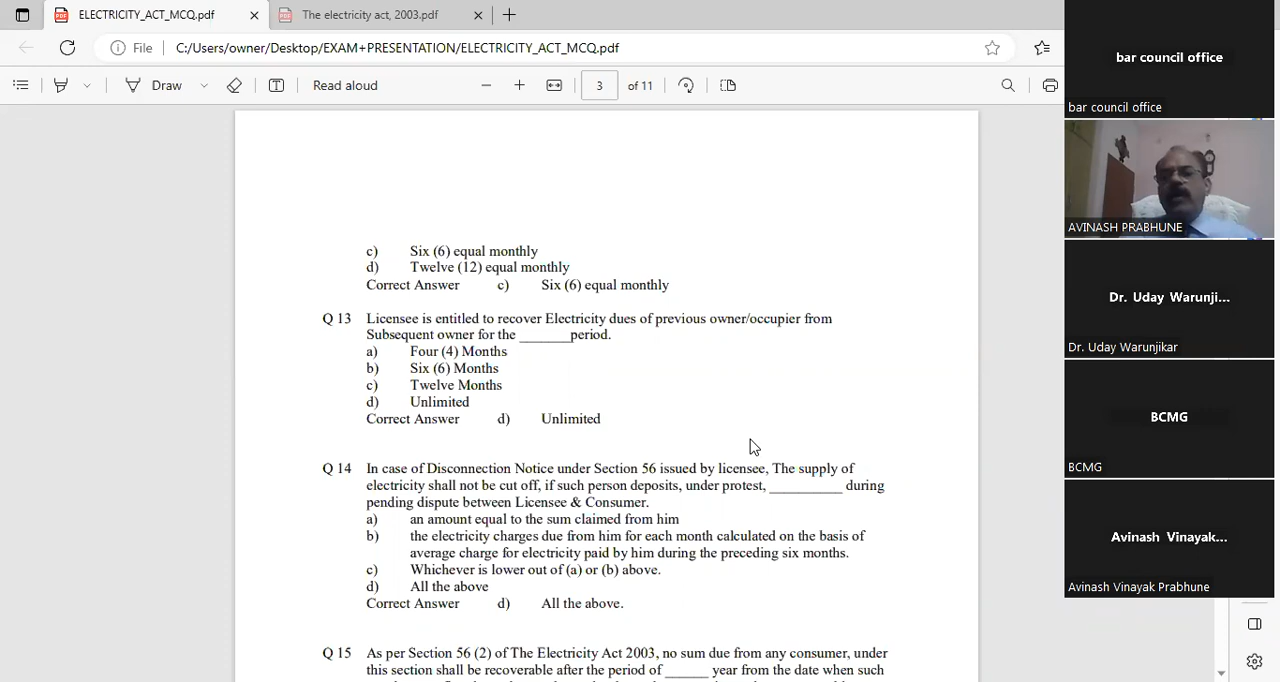 ELECTRICITY_ACT_MCQ.pdf
The electricity act, 2003.pdf
File
C:/Users/owner/Desktop/EXAM+PRESENTATION/ELECTRICITY_ACT_MCQ.pdf
Draw
Read aloud
3
of 11
c) Six (6) equal monthly
d) Twelve (12) equal monthly
Correct Answer c) Six (6) equal monthly
Q 13 Licensee is entitled to recover Electricity dues of previous owner/occupier from
Subsequent owner for the _______period.
a) Four (4) Months
b) Six (6) Months
c) Twelve Months
d) Unlimited
Correct Answer d) Unlimited
Q 14 In case of Disconnection Notice under Section 56 issued by licensee, The supply of
electricity shall not be cut off, if such person deposits, under protest, __________ during
pending dispute between Licensee & Consumer.
a) an amount equal to the sum claimed from him
b) the electricity charges due from him for each month calculated on the basis of
average charge for electricity paid by him during the preceding six months.
c) Whichever is lower out of (a) or (b) above.
d) All the above
Correct Answer d) All the above.
Q 15 As per Section 56 (2) of The Electricity Act 2003, no sum due from any consumer, under
this section shall be recoverable after the period of ______ year from the date when such
bar council office
bar council office
AVINASH PRABHUNE
Dr. Uday Warunji...
Dr. Uday Warunjikar
BCMG
BCMG
Avinash Vinayak...
Avinash Vinayak Prabhune